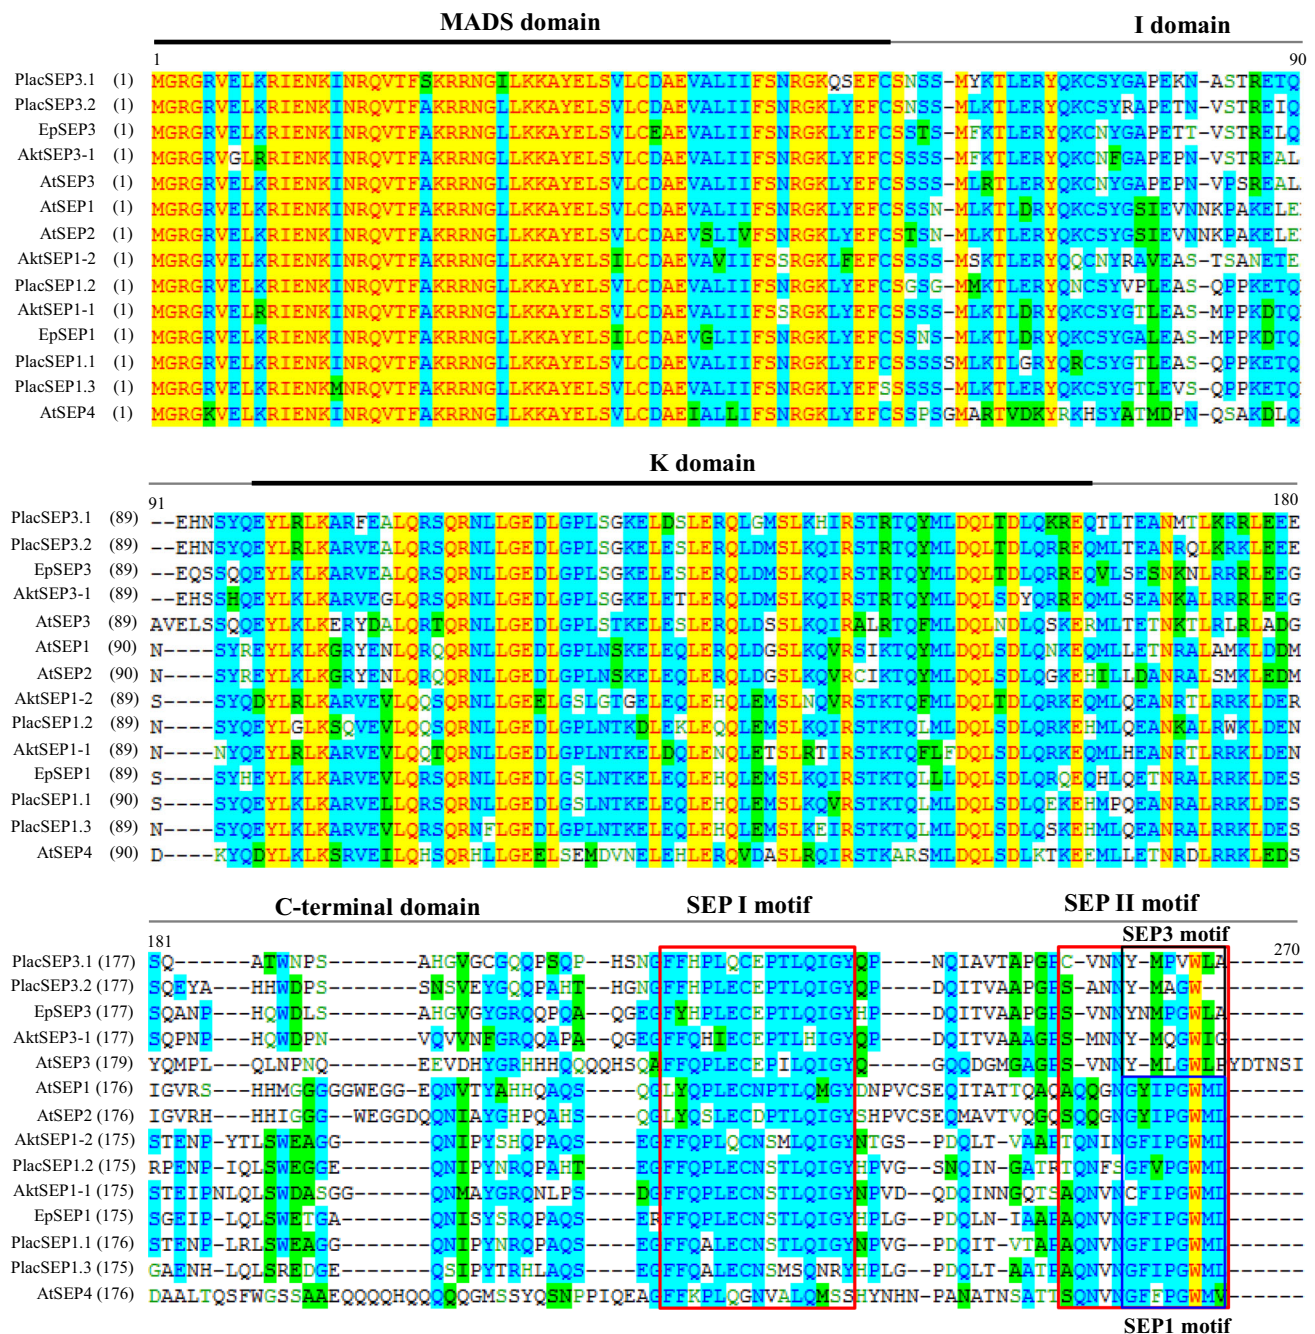 MADS domain
I domain
1 90
PlacSEP3.1 (1) MGRGRVELKRIENKINRQVTFSKRRNGILKKAYELSVLCDAEVALIIFSNRGKQSEFCSNSS-MYKTLERYQKCSYGAPEKN-ASTRETQ
PlacSEP3.2 (1) MGRGRVELKRIENKINRQVTFAKRRNGLLKKAYELSVLCDAEVALIIFSNRGKLYEFCSNSS-MLKTLERYQKCSYRAPETN-VSTREIQ
EpSEP3 (1) MGRGRVELKRIENKINRQVTFAKRRNGLLKKAYELSVLCEAEVALIIFSNRGKLYEFCSSTS-MFKTLERYQKCNYGAPETT-VSTRELQ
AktSEP3-1 (1) MGRGRVGLRRIENKINRQVTFAKRRNGLLKKAYELSVLCDAEVALIIFSNRGKLYEFCSSSS-MFKTLERYQKCNFGAPEPN-VSTREAL
AtSEP3 (1) MGRGRVELKRIENKINRQVTFAKRRNGLLKKAYELSVLCDAEVALIIFSNRGKLYEFCSSSS-MLRTLERYQKCNYGAPEPN-VPSREAL
AtSEP1 (1) MGRGRVELKRIENKINRQVTFAKRRNGLLKKAYELSVLCDAEVALIIFSNRGKLYEFCSSSN-MLKTLDRYQKCSYGSIEVNNKPAKELE
AtSEP2 (1) MGRGRVELKRIENKINRQVTFAKRRNGLLKKAYELSVLCDAEVSLIVFSNRGKLYEFCSTSN-MLKTLERYQKCSYGSIEVNNKPAKELE
AktSEP1-2 (1) MGRGRVELKRIENKINRQVTFAKRRNGLLKKAYELSILCDAEVAVIIFSSRGKLFEFCSSSS-MSKTLERYQQCNYRAVEAS-TSANETE
PlacSEP1.2 (1) MGRGRVELKRIENKINRQVTFAKRRNGLLKKAYELSVLCDAEVALIIFSNRGKLYEFCSGSG-MMKTLERYQNCSYVPLEAS-QPPKETQ
AktSEP1-1 (1) MGRGRVELRRIENKINRQVTFAKRRNGLLKKAYELSVLCDAEVALIIFSSRGKLYEFCSSSS-MLKTLDRYQKCSYGTLEAS-MPPKDTQ
EpSEP1 (1) MGRGRVELKRIENKINRQVTFAKRRNGLLKKAYELSILCDAEVGLIIFSNRGKLYEFCSSNS-MLKTLDRYQKCSYGALEAS-MPPKDTQ
PlacSEP1.1 (1) MGRGRVELKRIENKINRQVTFAKRRNGLLKKAYELSVLCDAEVALIIFSNRGKLYEFCSSSSSMLKTLGRYQRCSYGTLEAS-QPPKETQ
PlacSEP1.3 (1) MGRGRVELKRIENKMNRQVTFAKRRNGLLKKAYELSVLCDAEVALIIFSNRGKLYEFSSSSS-MLKTLERYQKCSYGTLEVS-QPPKETQ
AtSEP4 (1) MGRGKVELKRIENKINRQVTFAKRRNGLLKKAYELSVLCDAEIALLIFSNRGKLYEFCSSPSGMARTVDKYRKHSYATMDPN-QSAKDLQ
K domain
91 180
PlacSEP3.1 (89) --EHNSYQEYLRLKARFEALQRSQRNLLGEDLGPLSGKELDSLERQLGMSLKHIRSTRTQYMLDQLTDLQKREQTLTEANMTLKRRLEEE
PlacSEP3.2 (89) --EHNSYQEYLRLKARVEALQRSQRNLLGEDLGPLSGKELESLERQLDMSLKQIRSTRTQYMLDQLTDLQRREQMLTEANRQLKRKLEEE
EpSEP3 (89) --EQSSQQEYLKLKARVEALQRSQRNLLGEDLGPLSGKELESLERQLDMSLKQIRSTRTQYMLDQLTDLQRREQVLSESNKNLRRRLEEG
AktSEP3-1 (89) --EHSSHQEYLKLKARVEGLQRSQRNLLGEDLGPLSGKELETLERQLDMSLKQIRSTRTQYMLDQLSDYQRREQMLSEANKALRRRLEEG
AtSEP3 (89) AVELSSQQEYLKLKERYDALQRTQRNLLGEDLGPLSTKELESLERQLDSSLKQIRALRTQFMLDQLNDLQSKERMLTETNKTLRLRLADG
AtSEP1 (90) N----SYREYLKLKGRYENLQRQQRNLLGEDLGPLNSKELEQLERQLDGSLKQVRSIKTQYMLDQLSDLQNKEQMLLETNRALAMKLDDM
AtSEP2 (90) N----SYREYLKLKGRYENLQRQQRNLLGEDLGPLNSKELEQLERQLDGSLKQVRCIKTQYMLDQLSDLQGKEHILLDANRALSMKLEDM
AktSEP1-2 (89) S----SYQDYLRLKARVEVLQQSQRNLLGEELGSLGTGELEQLEHQLEMSLNQVRSTKTQFMLDQLTDLQRKEQMLQEANRTLRRKLDER
PlacSEP1.2 (89) N----SYQEYLGLKSQVEVLQQSQRNLLGEDLGPLNTKDLEKLEQQLEMSLKQIRSTKTQLMLDQLSDLQRKEHMLQEANKALRWKLDEN
AktSEP1-1 (89) N----NYQEYLRLKARVEVLQQTQRNLLGEDLGPLNTKELDQLENQLETSLRTIRSTKTQFLFDQLSDLQRKEQMLHEANRTLRRKLDEN
EpSEP1 (89) S----SYHEYLKLKARVEVLQRSQRNLLGEDLGSLNTKELEQLEHQLEMSLKQIRSTKTQLLLDQLSDLQRQEQHLQETNRALRRKLDES
PlacSEP1.1 (90) S----SYQEYLKLKARVELLQRSQRNLLGEDLGSLNTKELEQLEHQLEMSLKQVRSTKTQLMLDQLSDLQEKEHMPQEANRALRRKLDES
PlacSEP1.3 (89) N----SYQEYLKLKARVEVLQRSQRNFLGEDLGPLNTKELEQLEHQLEMSLKEIRSTKTQLMLDQLSDLQSKEHMLQEANRALRRKLDES
AtSEP4 (90) D----KYQDYLKLKSRVEILQHSQRHLLGEELSEMDVNELEHLERQVDASLRQIRSTKARSMLDQLSDLKTKEEMLLETNRDLRRKLEDS
C-terminal domain
SEP I motif
SEP II motif
SEP3 motif
181 270
PlacSEP3.1 (177) SQ------ATWNPS------AHGVGCGQQPSQP--HSNGFFHPLQCEPTLQIGYQP----NQIAVTAPGPC-VNNY-MPVWLA
PlacSEP3.2 (177) SQEYA---HHWDPS------SNSVEYGQQPAHT--HGNGFFHPLECEPTLQIGYQP----DQITVAAPGPS-ANNY-MAGW--------
EpSEP3 (177) SQANP---HQWDLS------AHGVGYGRQQPQA--QGEGFYHPLECEPTLQIGYHP----DQITVAAPGPS-VNNYNMPGWLA------
AktSEP3-1 (177) SQPNP---HQWDPN------VQVVNFGRQQAPA--QGEGFFQHIECEPTLHIGYQP----DQITVAAAGPS-MNNY-MQGWIG------
AtSEP3 (179) YQMPL---QLNPNQ------EEVDHYGRHHHQQQQHSQAFFQPLECEPILQIGYQ-----GQQDGMGAGPS-VNNY-MLGWLPYDTNSI
AtSEP1 (176) IGVRS---HHMGGGGGWEGG-EQNVTYAHHQAQS---QGLYQPLECNPTLQMGYDNPVCSEQITATTQAQAQQGNGYIPGWML------
AtSEP2 (176) IGVRH---HHIGGG--WEGGDQQNIAYGHPQAHS---QGLYQSLECDPTLQIGYSHPVCSEQMAVTVQGQSQQGNGYIPGWML------
AktSEP1-2 (175) STENP-YTLSWEAGG-------QNIPYSHQPAQS---EGFFQPLQCNSMLQIGYNTGS--PDQLT-VAAPTQNINGFIPGWML------
PlacSEP1.2 (175) RPENP-IQLSWEGGE-------QNIPYNRQPAHT---EGFFQPLECNSTLQIGYHPVG--SNQIN-GATRTQNFSGFVPGWML------
AktSEP1-1 (175) STEIPNLQLSWDASGG------QNMAYGRQNLPS---DGFFQPLECNSTLQIGYNPVD--QDQINNGQTSAQNVNCFIPGWML------
EpSEP1 (175) SGEIP-LQLSWETGA-------QNISYSRQPAQS---ERFFQPLECNSTLQIGYHPLG--PDQLN-IAAPAQNVNGFIPGWML------
PlacSEP1.1 (176) STENP-LRLSWEAGG-------QNIPYNRQPAQS---EGFFQALECNSTLQIGYNPVG--PDQIT-VTAPAQNVNGFIPGWML------
PlacSEP1.3 (175) GAENH-LQLSREDGE-------QSIPYTRHLAQS---EGFFQALECNSMSQNRYHPLG--PDQLT-AATPAQNVNGFIPGWML------
AtSEP4 (176) DAALTQSFWGSSAAEQQQQHQQQQQGMSSYQSNPPIQEAGFFKPLQGNVALQMSSHYNHN-PANATNSATTSQNVNGFFPGWMV------
SEP1 motif